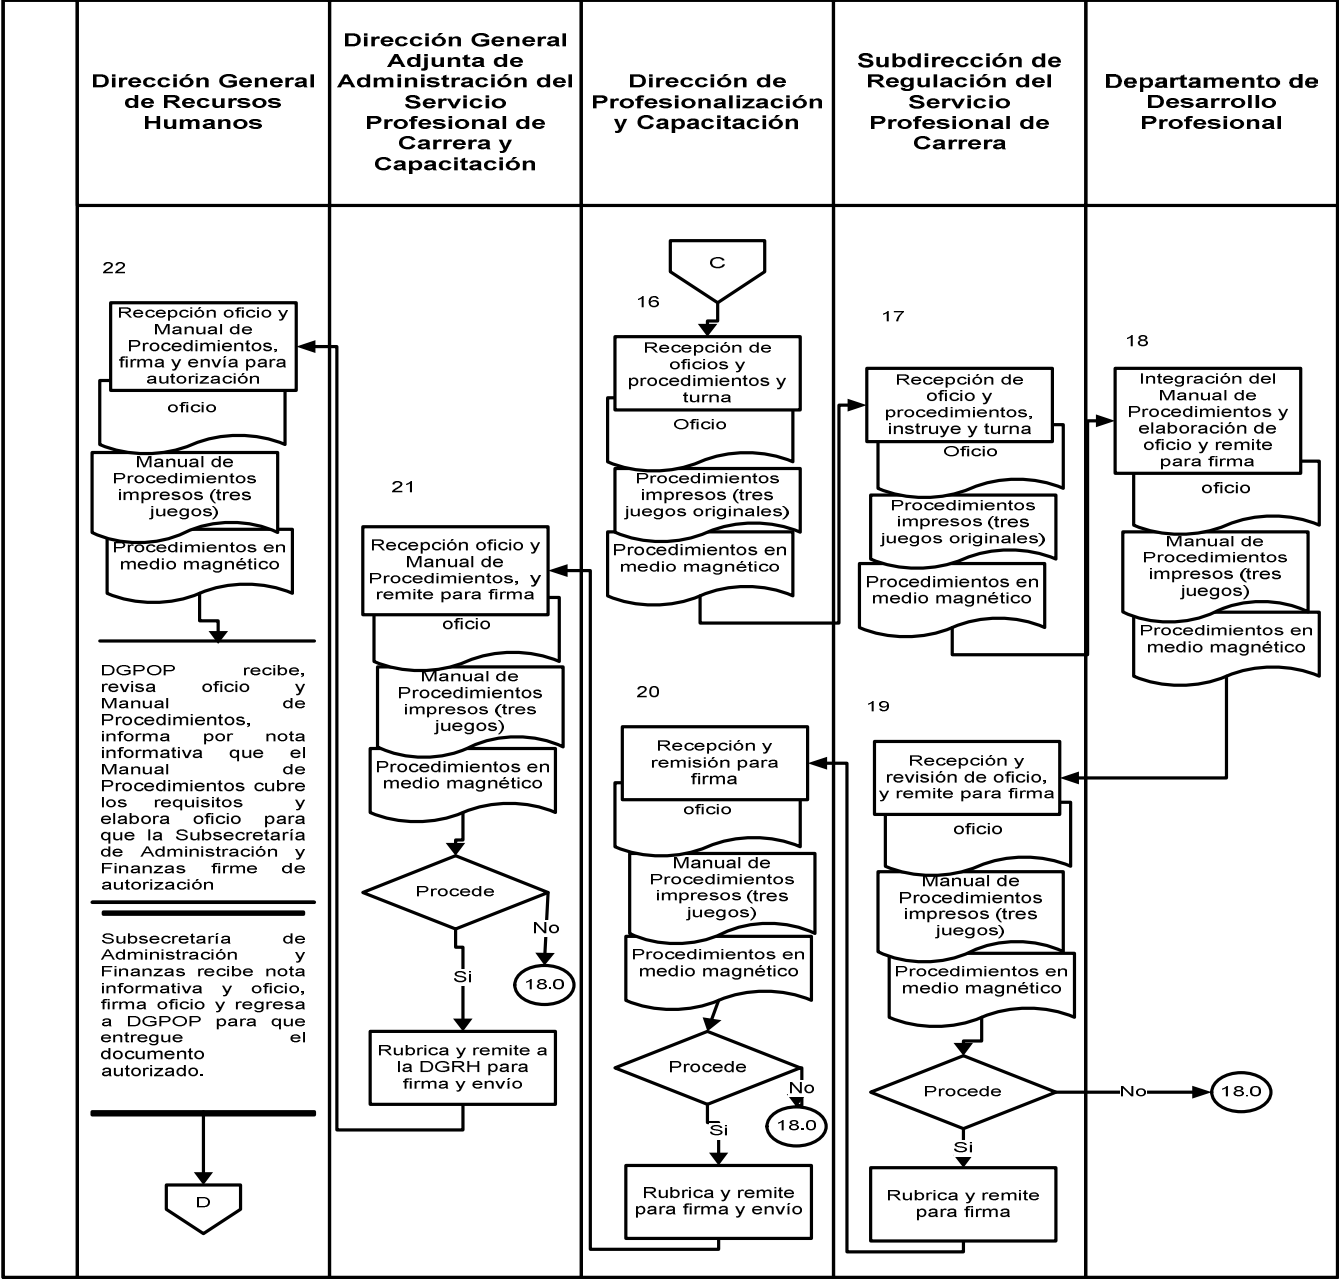 Dirección General
de Recursos
Humanos
Dirección General
Adjunta de
Administración del
Servicio
Profesional de
Carrera y
Capacitación
Dirección de
Profesionalización
y Capacitación
Subdirección de
Regulación del
Servicio
Profesional de
Carrera
Departamento de
Desarrollo
Profesional
C
16
Recepción de
oficios y
procedimientos y
turna
Oficio
Procedimientos
impresos (tres
juegos originales)
Procedimientos en
medio magnético
17
Recepción de
oficio y
procedimientos,
instruye y turna
Oficio
Procedimientos
impresos (tres
juegos originales)
Procedimientos en
medio magnético
18
Integración del
Manual de
Procedimientos y
elaboración de
oficio y remite
para firma
oficio
Manual de
Procedimientos
impresos (tres
juegos)
Procedimientos en
medio magnético
19
Recepción y
revisión de oficio,
y remite para firma
oficio
Manual de
Procedimientos
impresos (tres
juegos)
Procedimientos en
medio magnético
Procede
No
18.0
Si
Rubrica y remite
para firma
20
Recepción y
remisión para
firma
oficio
Manual de
Procedimientos
impresos (tres
juegos)
Procedimientos en
medio magnético
Procede
No
18.0
Si
Rubrica y remite
para firma y envío
21
Recepción oficio y
Manual de
Procedimientos, y
remite para firma
oficio
Manual de
Procedimientos
impresos (tres
juegos)
Procedimientos en
medio magnético
Procede
No
18.0
Si
Rubrica y remite a
la DGRH para
firma y envío
22
Recepción oficio y
Manual de
Procedimientos,
firma y envía para
autorización
oficio
Manual de
Procedimientos
impresos (tres
juegos)
Procedimientos en
medio magnético
DGPOP recibe,
revisa oficio y
Manual de
Procedimientos,
informa por nota
informativa que el
Manual de
Procedimientos cubre
los requisitos y
elabora oficio para
que la Subsecretaría
de Administración y
Finanzas firme de
autorización
Subsecretaría de
Administración y
Finanzas recibe nota
informativa y oficio,
firma oficio y regresa
a DGPOP para que
entregue el
documento
autorizado.
D